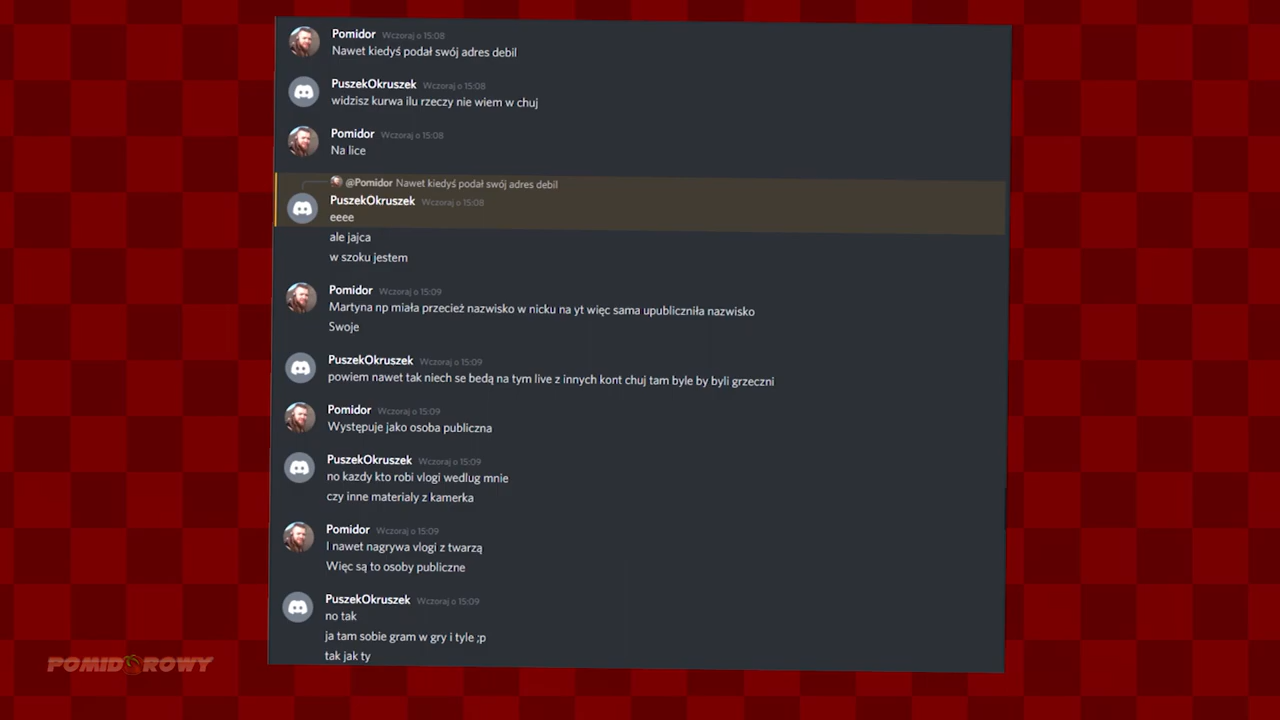 Pomidor Wczoraj o 15:08
Nawet kiedyś podał swój adres debil
PuszekOkruszek Wczoraj o 15:08
widzisz kurwa ilu rzeczy nie wiem w chuj
Pomidor Wczoraj o 15:08
Na lice
@Pomidor Nawet kiedyś podał swój adres debil
PuszekOkruszek Wczoraj o 15:08
eeee
ale jajca
w szoku jestem
Pomidor Wczoraj o 15:09
Martyna np miała przecież nazwisko w nicku na yt więc sama upubliczniła nazwisko
Swoje
PuszekOkruszek Wczoraj o 15:09
powiem nawet tak niech se bedą na tym live z innych kont chuj tam byle by byli grzeczni
Pomidor Wczoraj o 15:09
Występuje jako osoba publiczna
PuszekOkruszek Wczoraj o 15:09
no kazdy kto robi vlogi wedlug mnie
czy inne materialy z kamerka
Pomidor Wczoraj o 15:09
I nawet nagrywa vlogi z twarzą
Więc są to osoby publiczne
PuszekOkruszek Wczoraj o 15:09
no tak
ja tam sobie gram w gry i tyle ;p
tak jak ty
POMIDOROWY